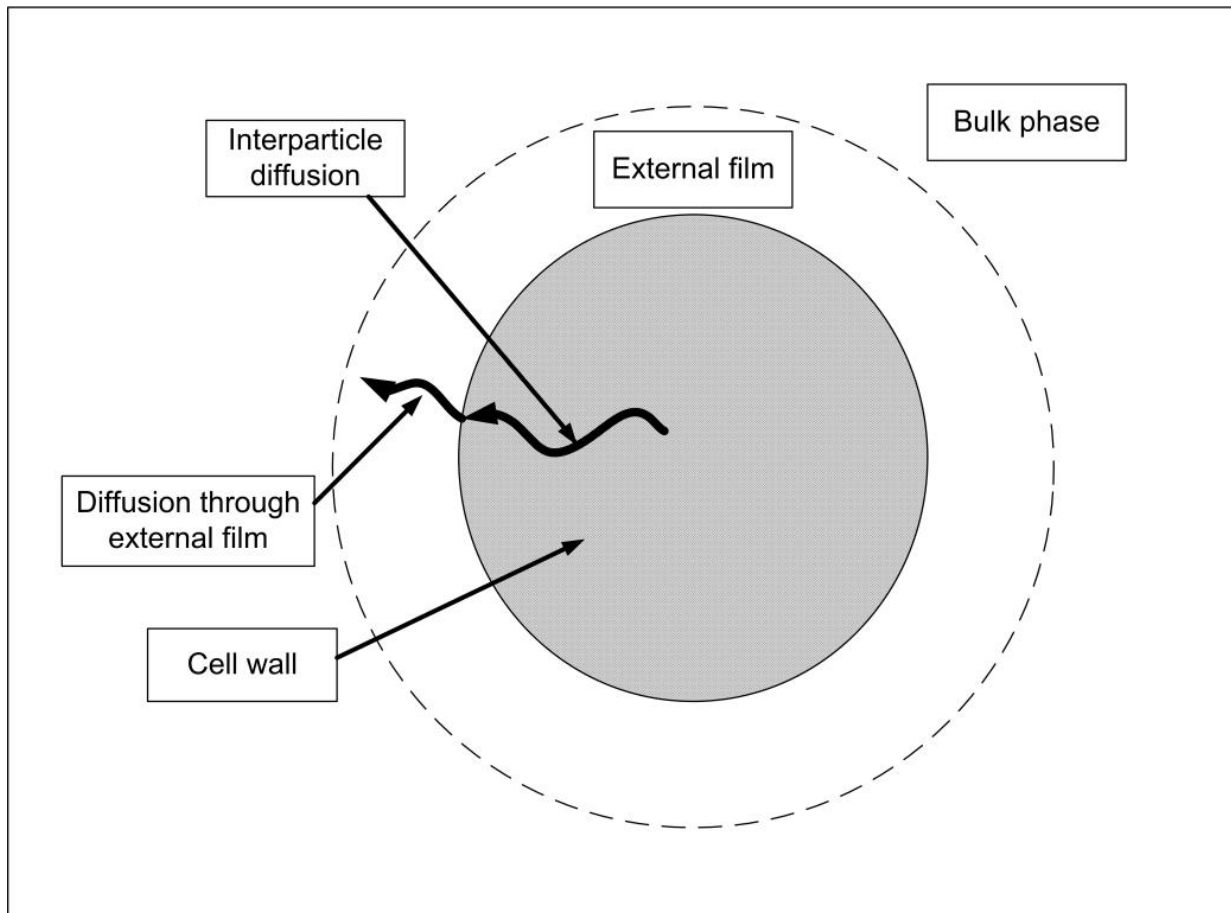 Bulk phase
Interparticle
diffusion
External film
Diffusion through
external film
Cell wall